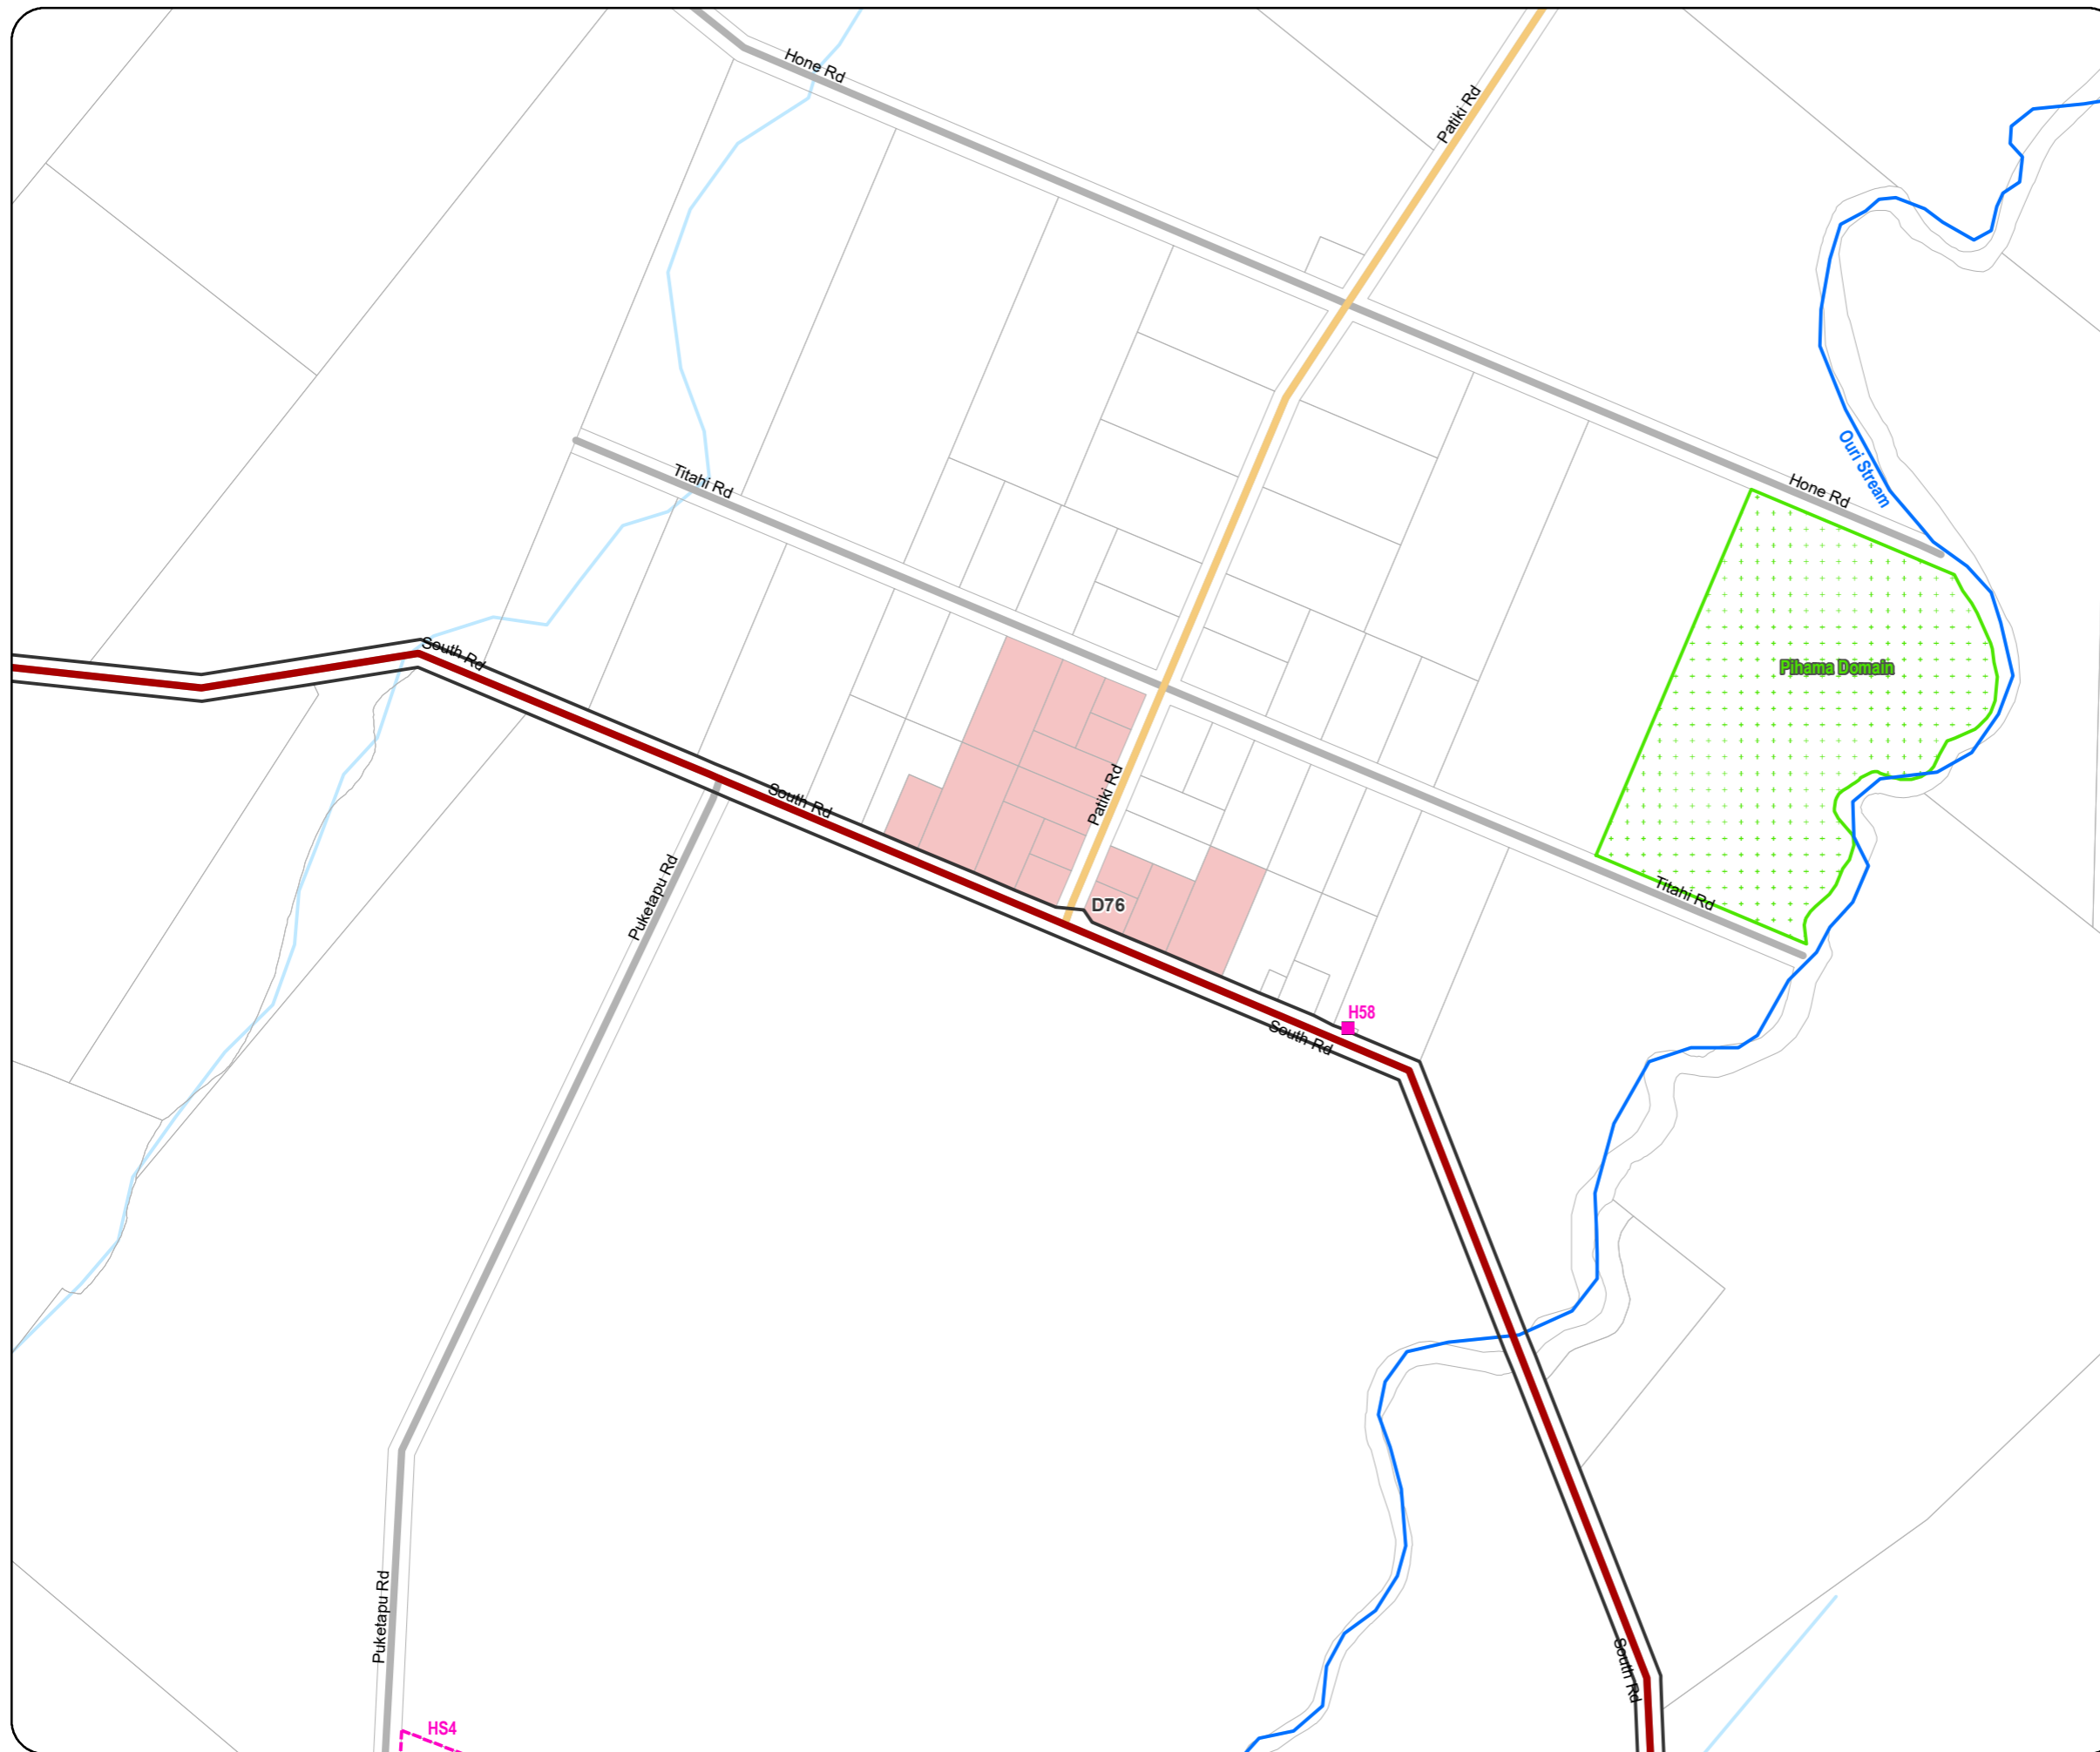 Hone Rd
Patiki Rd
Ouri Stream
Titahi Rd
Hone Rd
South Rd
Pihama Domain
South Rd
Patiki Rd
Puketapu Rd
Titahi Rd
D76
H58
South Rd
Puketapu Rd
South Rd
HS4